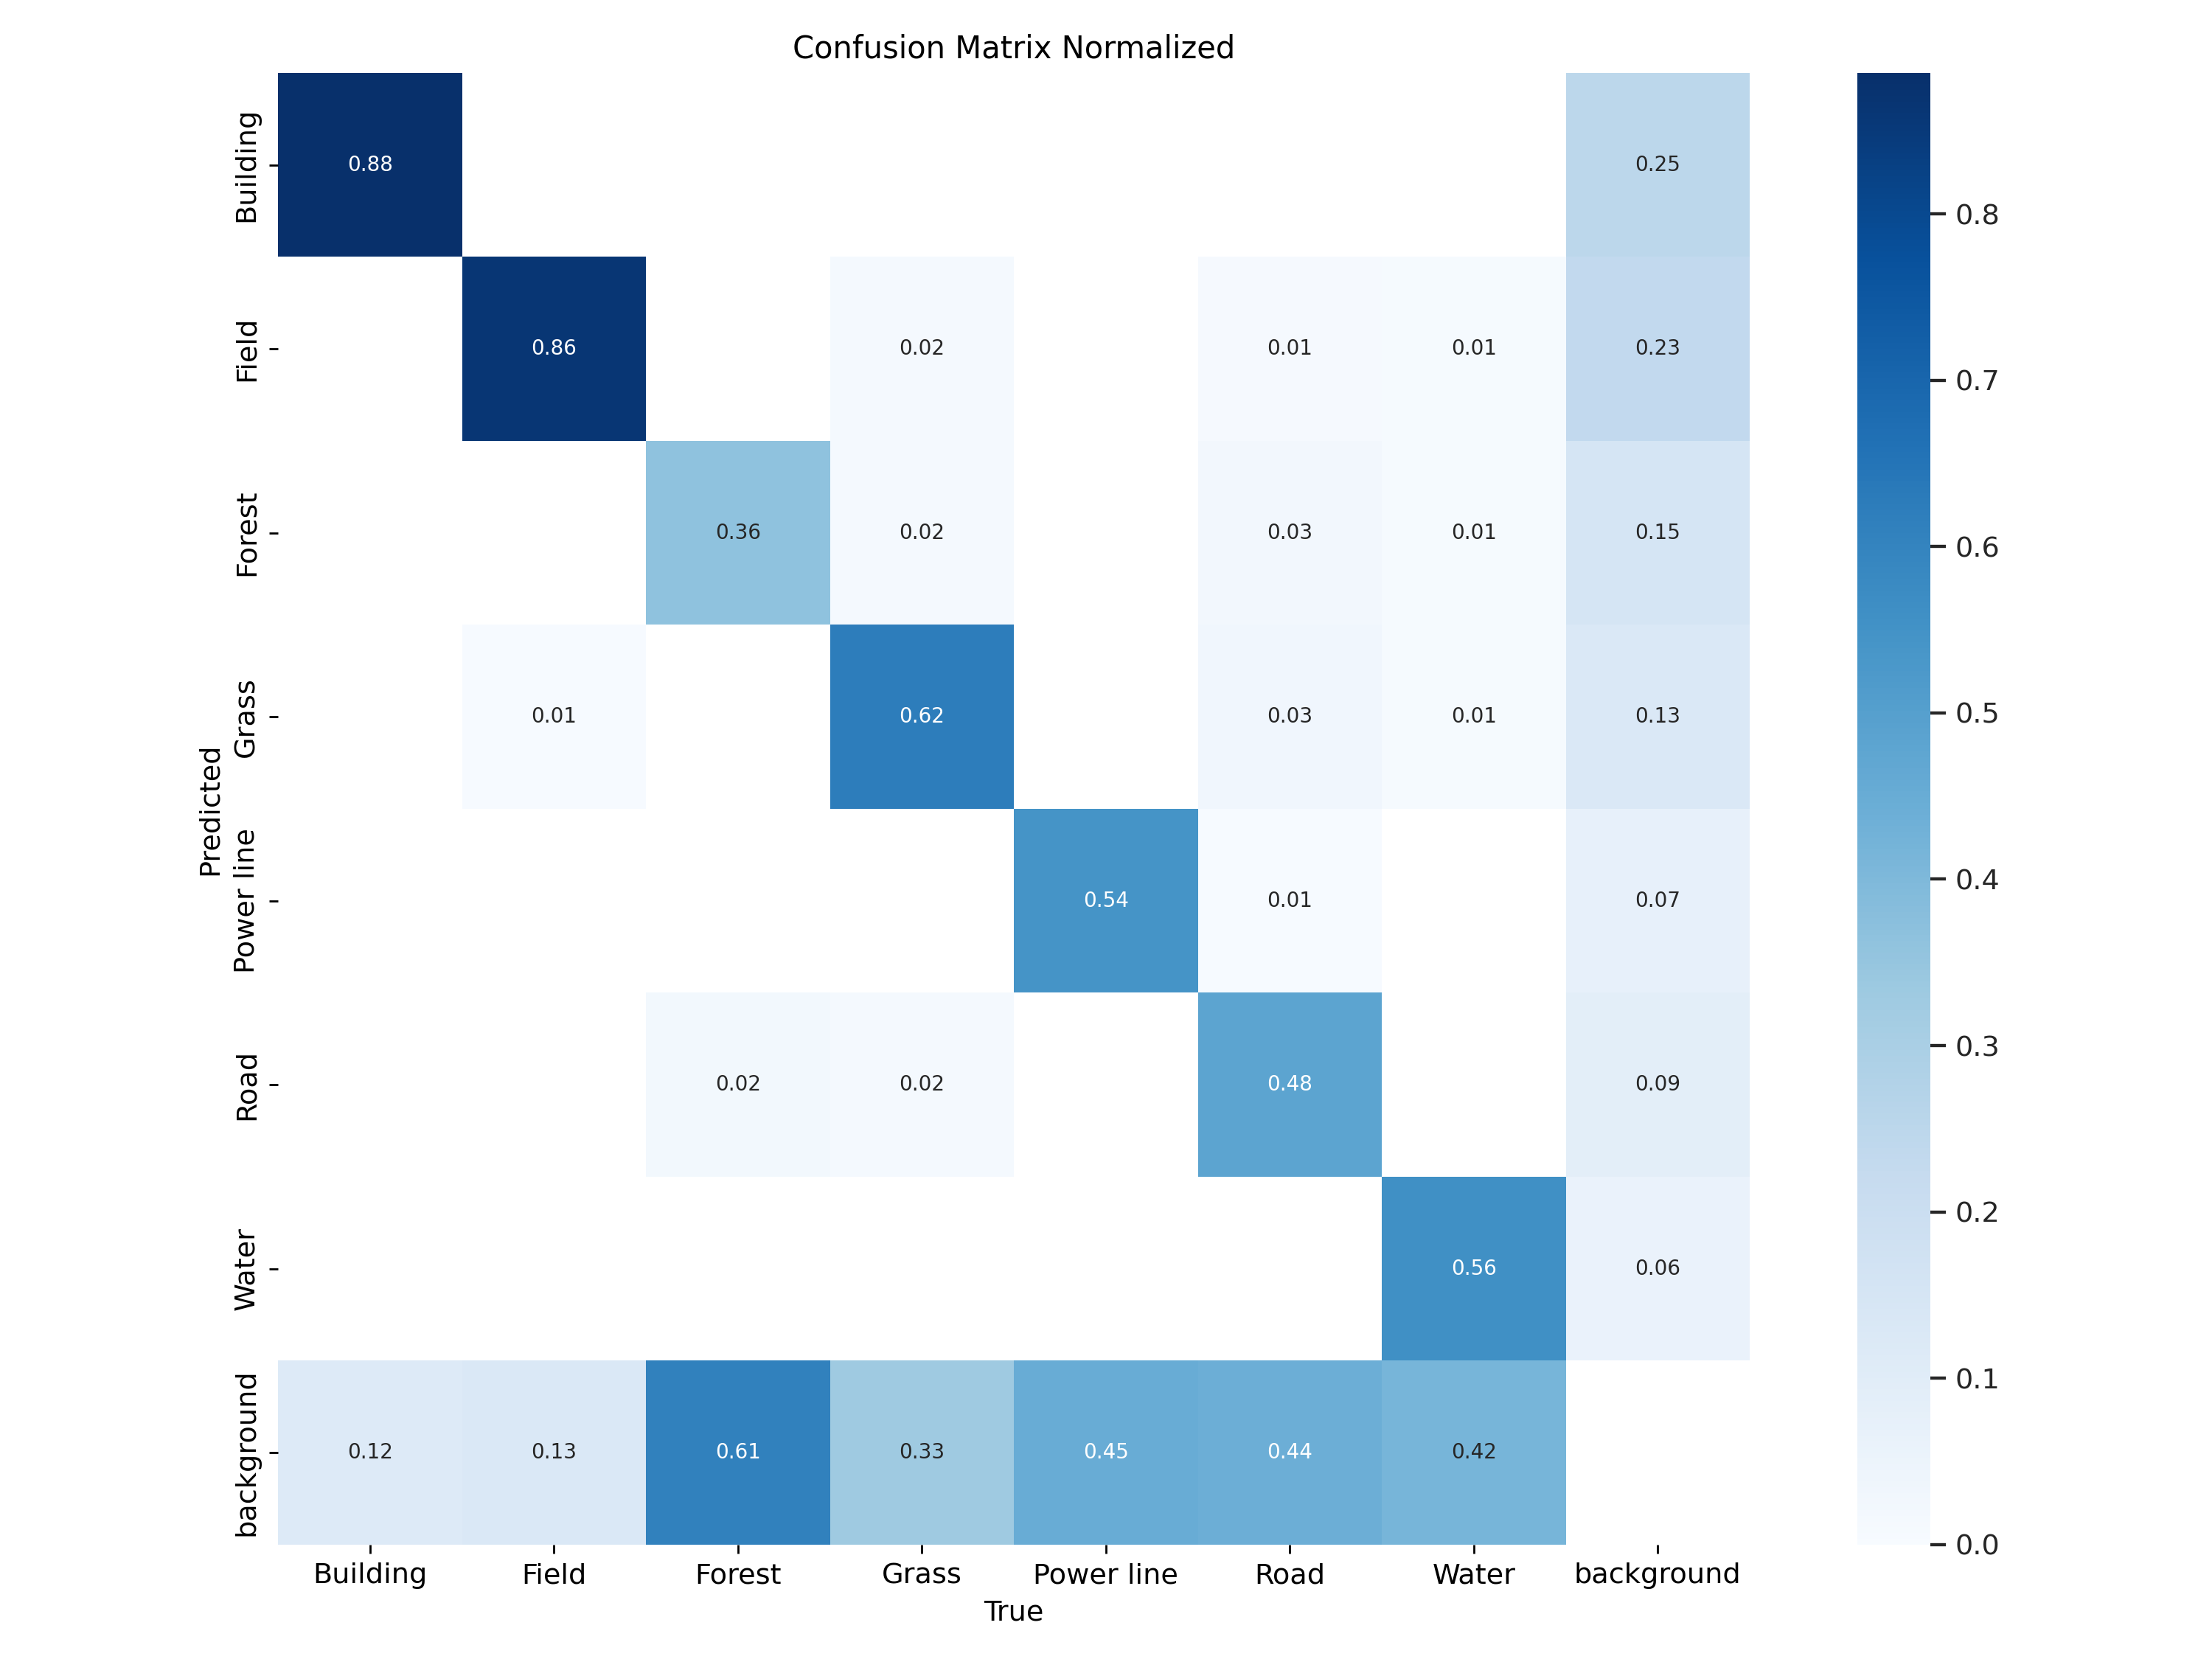 Confusion Matrix Normalized
Predicted
Building
0.88
0.25
Field
0.86
0.02
0.01
0.01
0.23
Forest
0.36
0.02
0.03
0.01
0.15
Grass
0.01
0.62
0.03
0.01
0.13
Power line
0.54
0.01
0.07
Road
0.02
0.02
0.48
0.09
Water
0.56
0.06
background
0.12
0.13
0.61
0.33
0.45
0.44
0.42
Building
Field
Forest
Grass
Power line
Road
Water
background
True
0.8
0.7
0.6
0.5
0.4
0.3
0.2
0.1
0.0